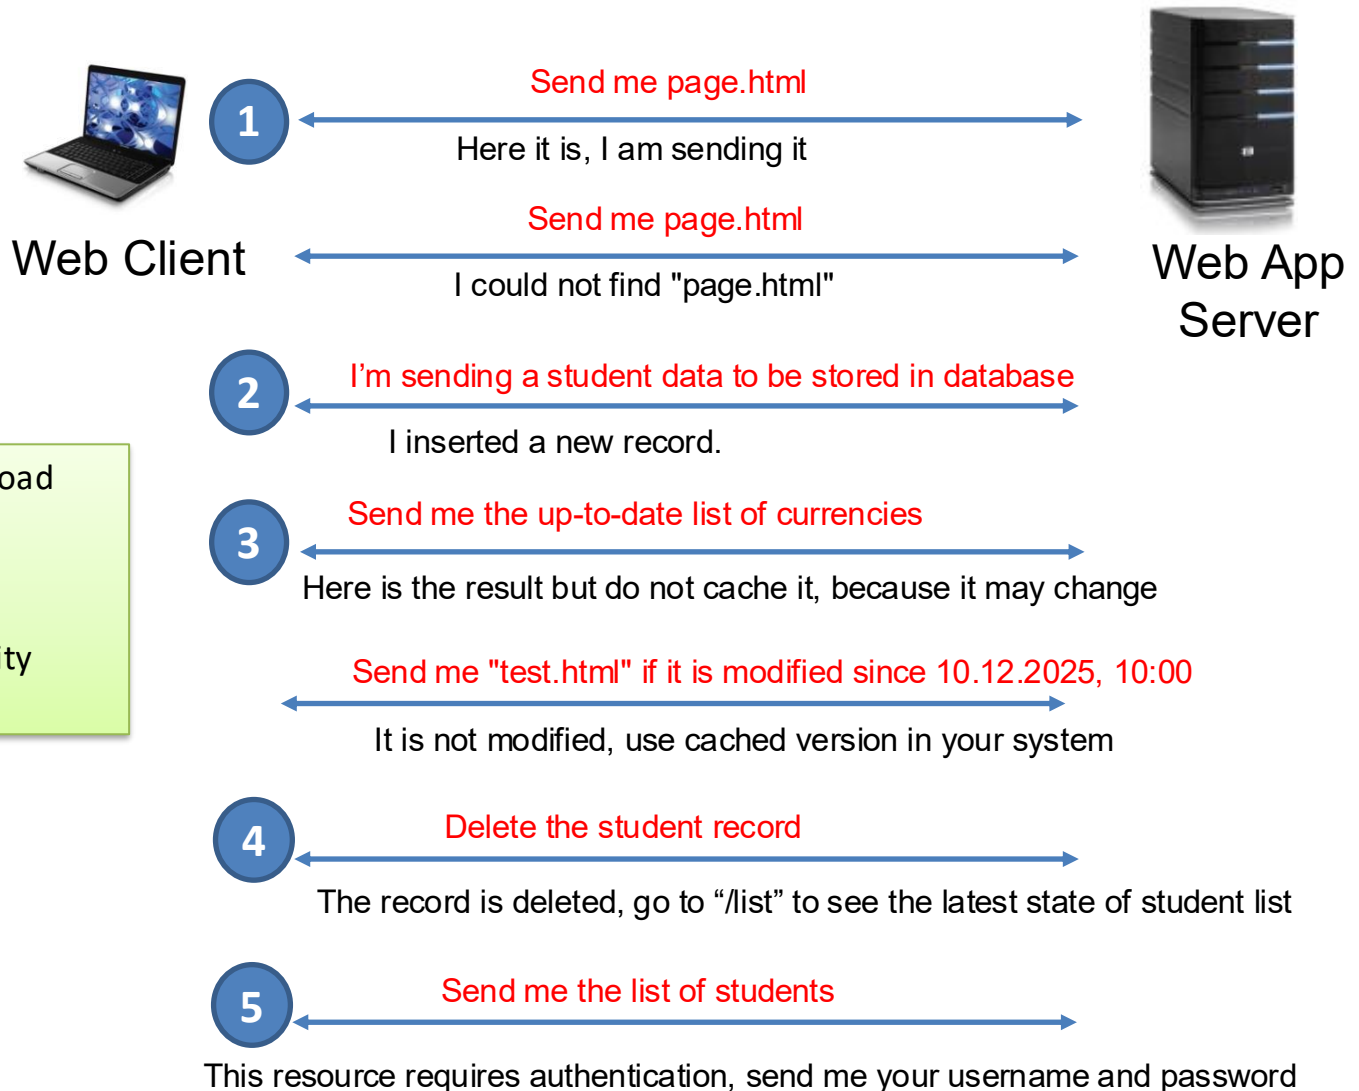 Send me page.html
1
Here it is, I am sending it
Send me page.html
Web Client
I could not find "page.html"
Web App
Server
2
I'm sending a student data to be stored in database
I inserted a new record.
3
Send me the up-to-date list of currencies
Here is the result but do not cache it, because it may change
Send me "test.html" if it is modified since 10.12.2025, 10:00
It is not modified, use cached version in your system
4
Delete the student record
The record is deleted, go to “/list” to see the latest state of student list
5
Send me the list of students
This resource requires authentication, send me your username and password